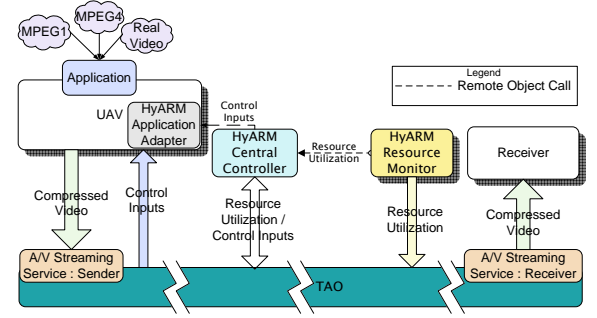 MPEG1
MPEG4
Real
Video
Application
UAV
HyARM
Application
Adapter
Control
Inputs
HyARM
Central
Controller
Resource
Utilization
HyARM
Resource
Monitor
Legend
Remote Object Call
Receiver
Compressed
Video
Control
Inputs
Resource
Utilization /
Control Inputs
Resource
Utilization
Compressed
Video
A/V Streaming
Service : Sender
TAO
A/V Streaming
Service : Receiver